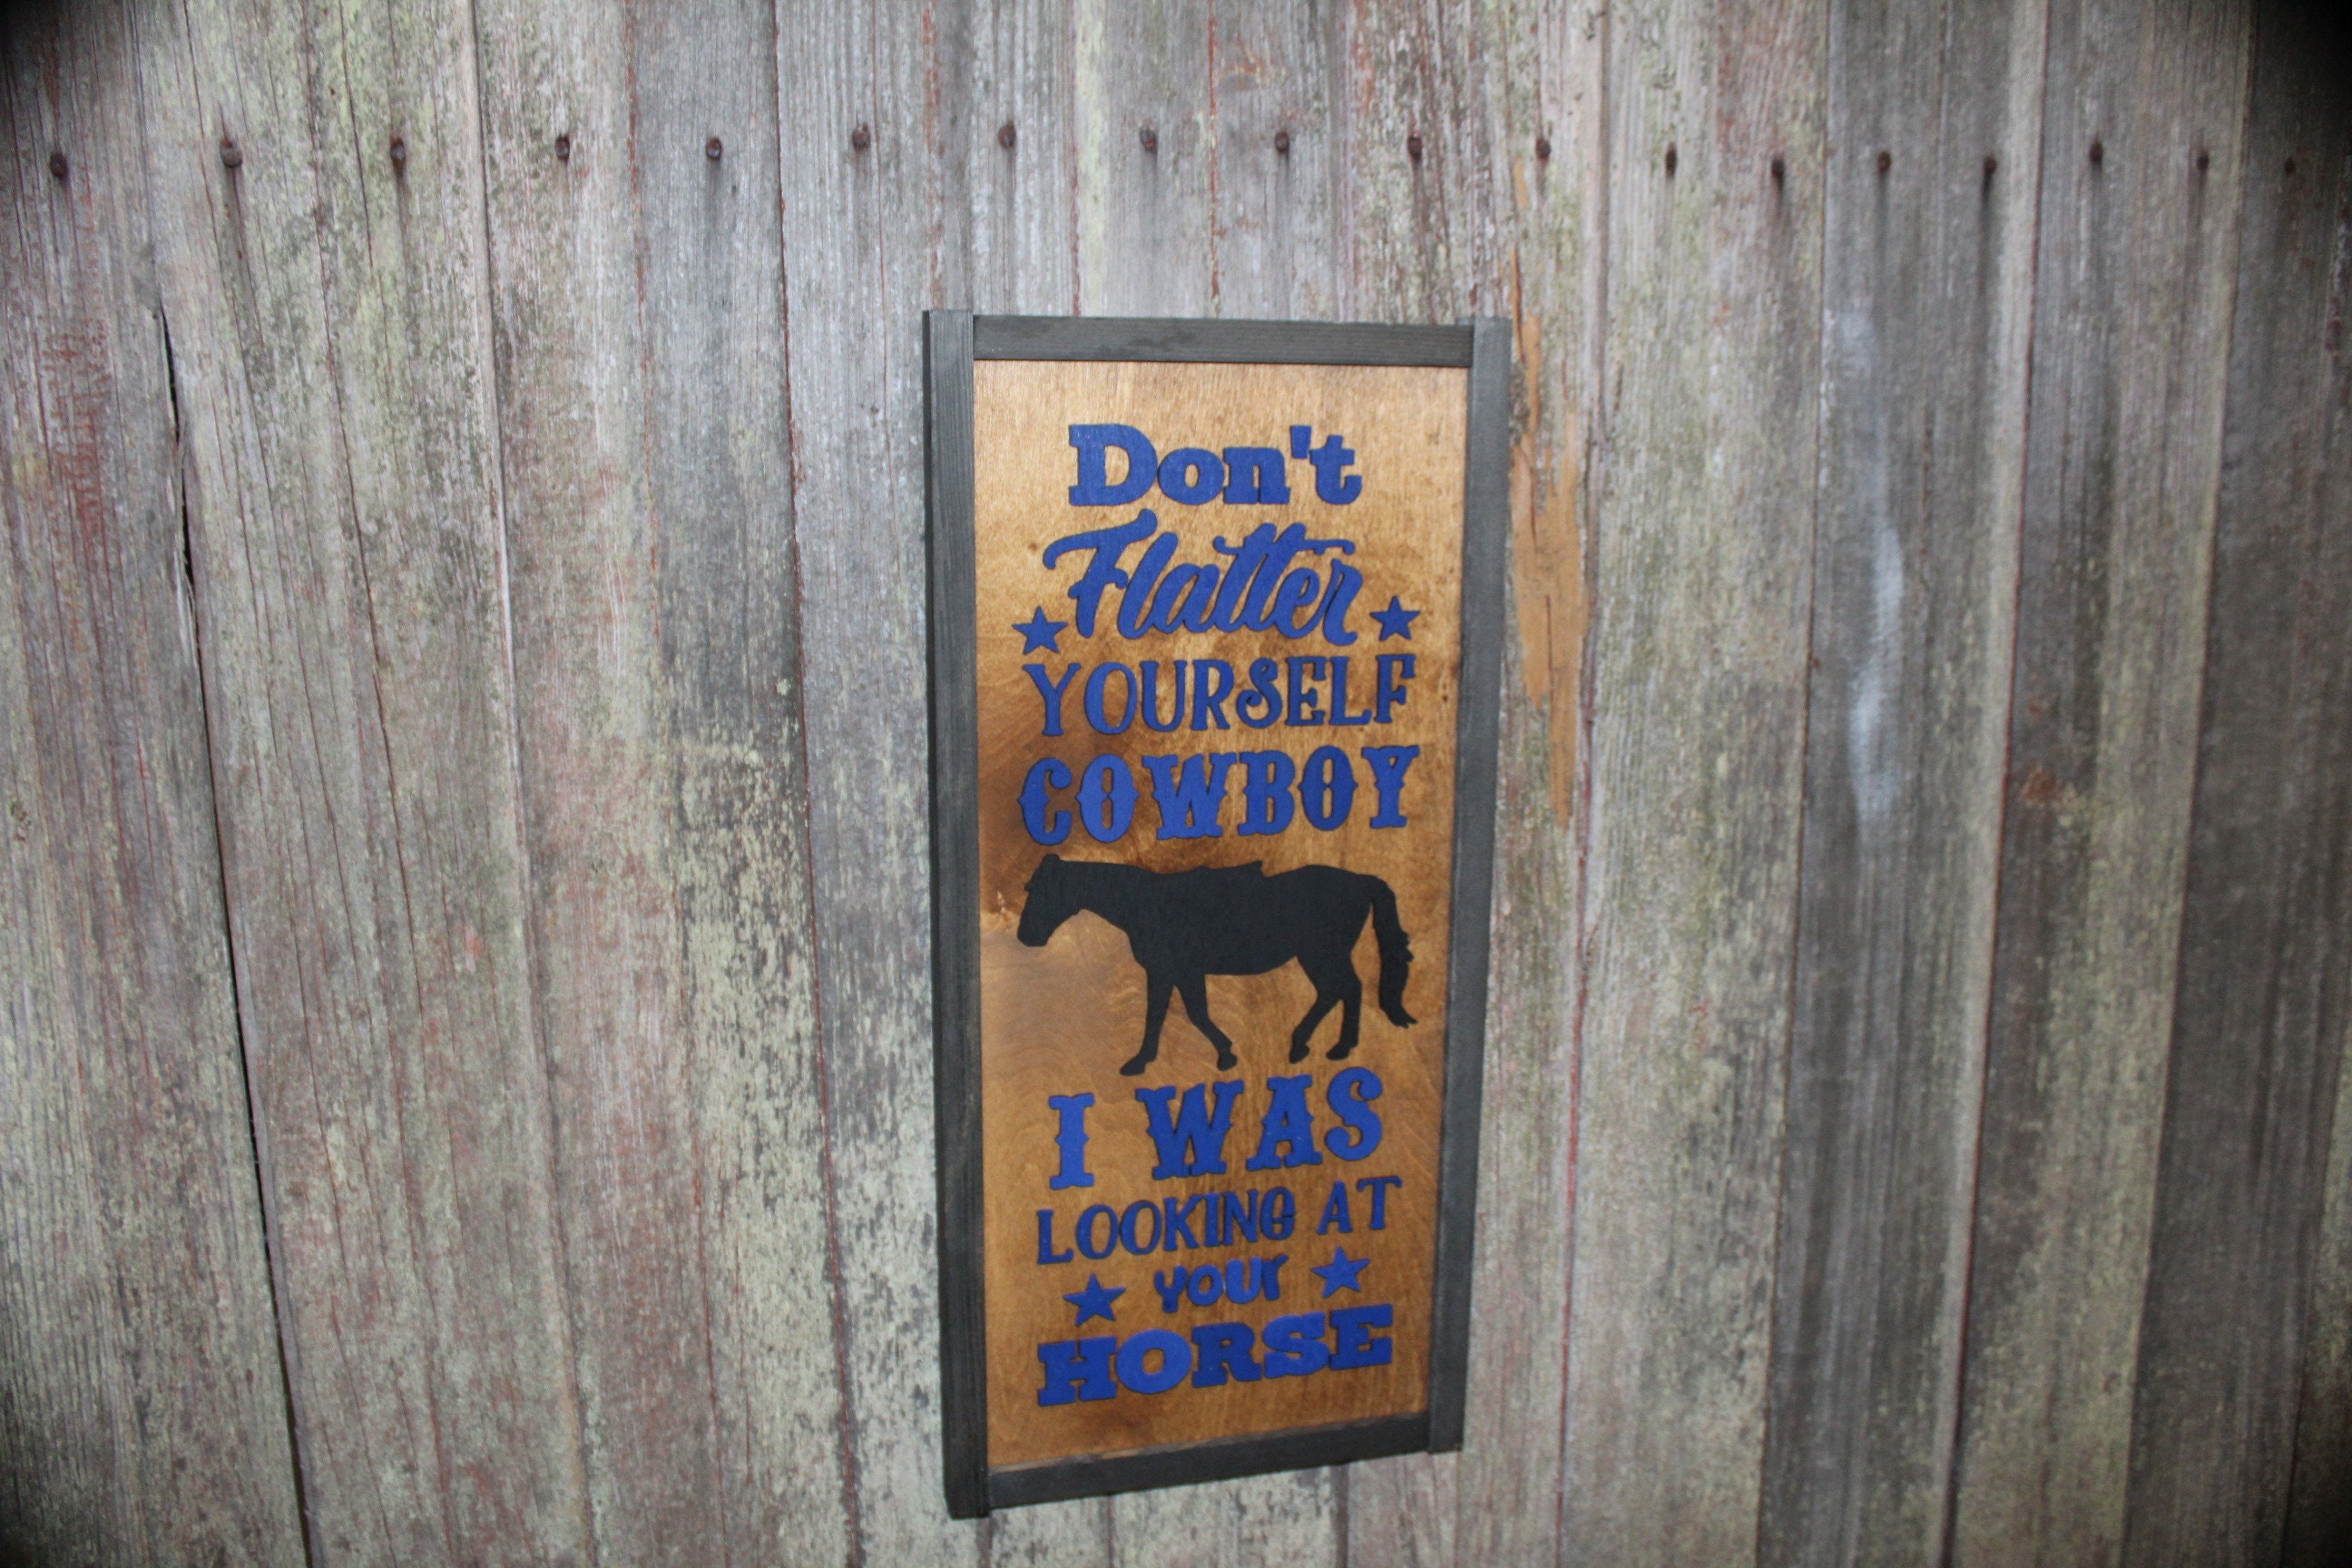 Don't
Flatter
YOURSELF
COWBOY
I WAS
LOOKING AT
your
HORSE